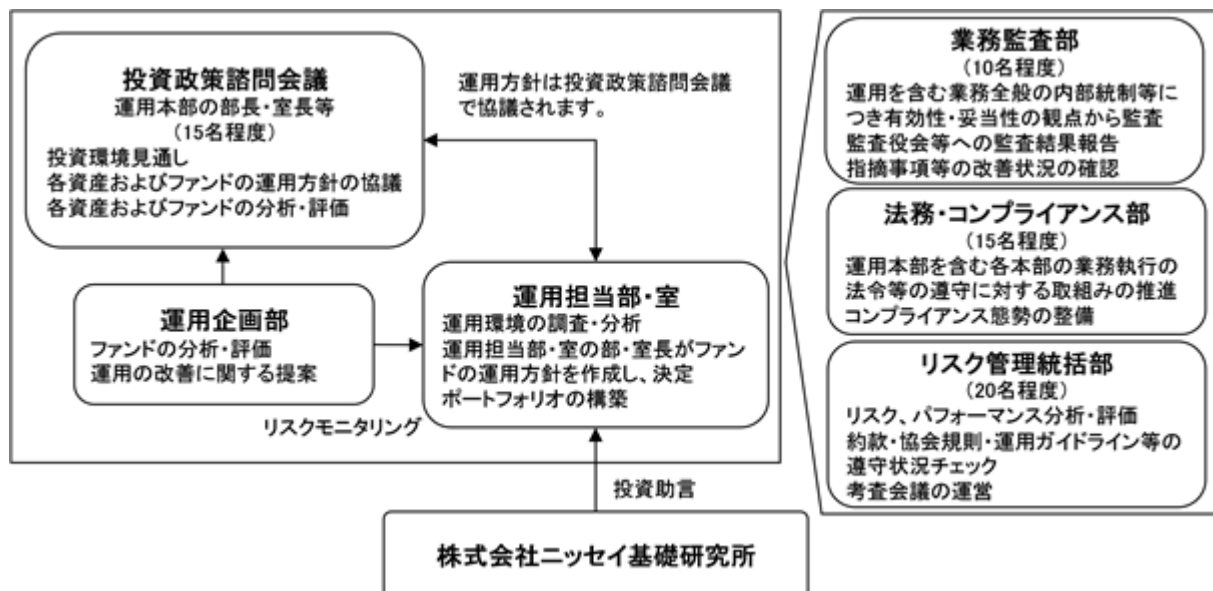 投資政策諮問会議
運用本部の部長・室長等
(15名程度)
投資環境見通し
各資産およびファンドの運用方針の協議
各資産およびファンドの分析・評価
運用方針は投資政策諮問会議
で協議されます。
運用企画部
ファンドの分析・評価
運用の改善に関する提案
運用担当部・室
運用環境の調査・分析
運用担当部・室の部・室長がファン
ドの運用方針を作成し、決定
ポートフォリオの構築
リスクモニタリング
投資助言
株式会社ニッセイ基礎研究所
業務監査部
(10名程度)
運用を含む業務全般の内部統制等に
つき有効性・妥当性の観点から監査
監査役会等への監査結果報告
指摘事項等の改善状況の確認
法務・コンプライアンス部
(15名程度)
運用本部を含む各本部の業務執行の
法令等の遵守に対する取組みの推進
コンプライアンス態勢の整備
リスク管理統括部
(20名程度)
リスク、パフォーマンス分析・評価
約款・協会規則・運用ガイドライン等の
遵守状況チェック
考査会議の運営